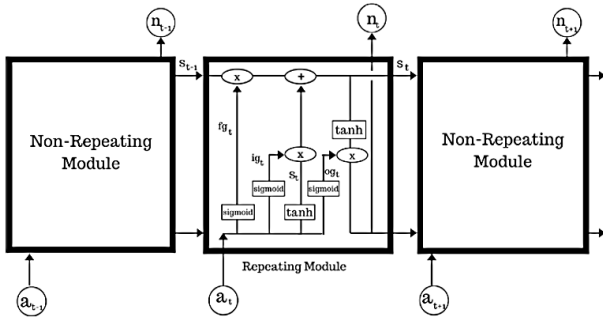 n t-1
n t
n t+1
s t-1
s t
x
+
fg t
tanh
Non-Repeating
Module
Non-Repeating
Module
ig t
x
S t
og t
x
sigmoid
sigmoid
sigmoid
tanh
Repeating Module
a t-1
a t
a t+1